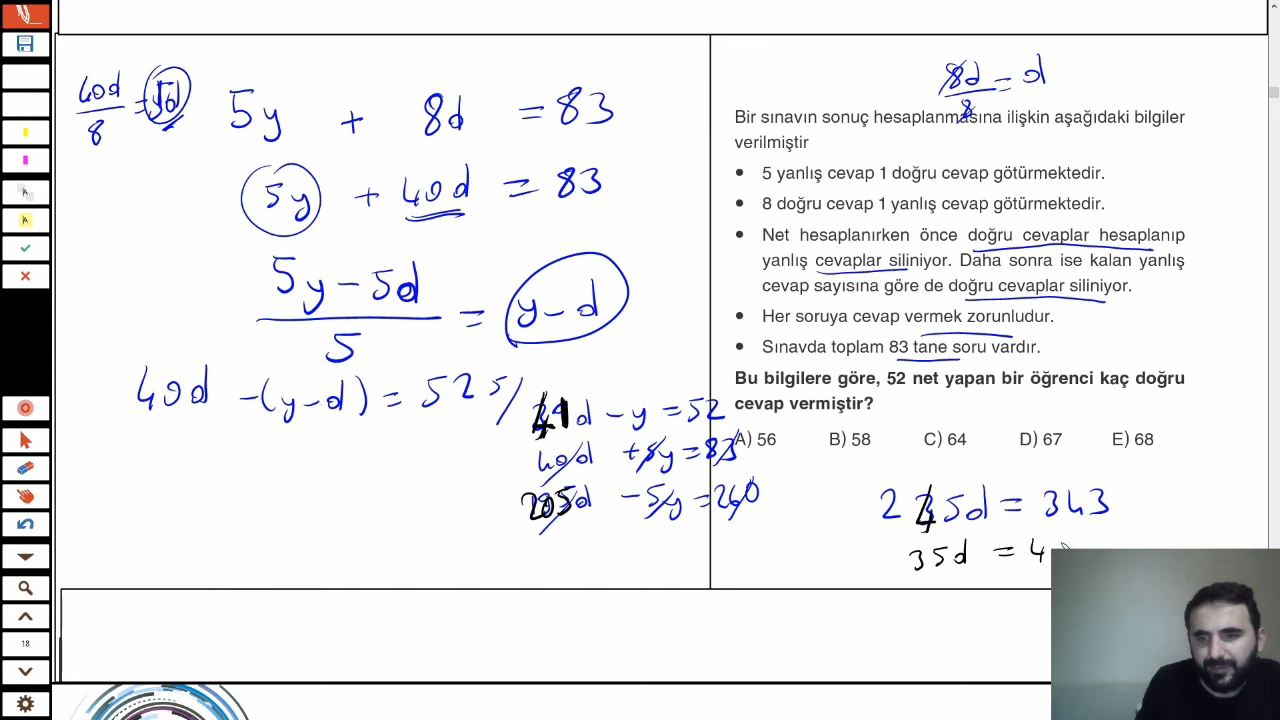 40d/8 = 5d
5y + 8d = 83
5y + 40d = 83
5y - 5d / 5 = y - d
40d - (y - d) = 52
5/
41d - y = 52
40d + 5y = 83
205d - 5y = 260
8d/8 = d
Bir sınavın sonuç hesaplanmasına ilişkin aşağıdaki bilgiler
verilmiştir
• 5 yanlış cevap 1 doğru cevap götürmektedir.
• 8 doğru cevap 1 yanlış cevap götürmektedir.
• Net hesaplanırken önce doğru cevaplar hesaplanıp
yanlış cevaplar siliniyor. Daha sonra ise kalan yanlış
cevap sayısına göre de doğru cevaplar siliniyor.
• Her soruya cevap vermek zorunludur.
• Sınavda toplam 83 tane soru vardır.
Bu bilgilere göre, 52 net yapan bir öğrenci kaç doğru
cevap vermiştir?
A) 56 B) 58 C) 64 D) 67 E) 68
245d = 343
35d = 4
18